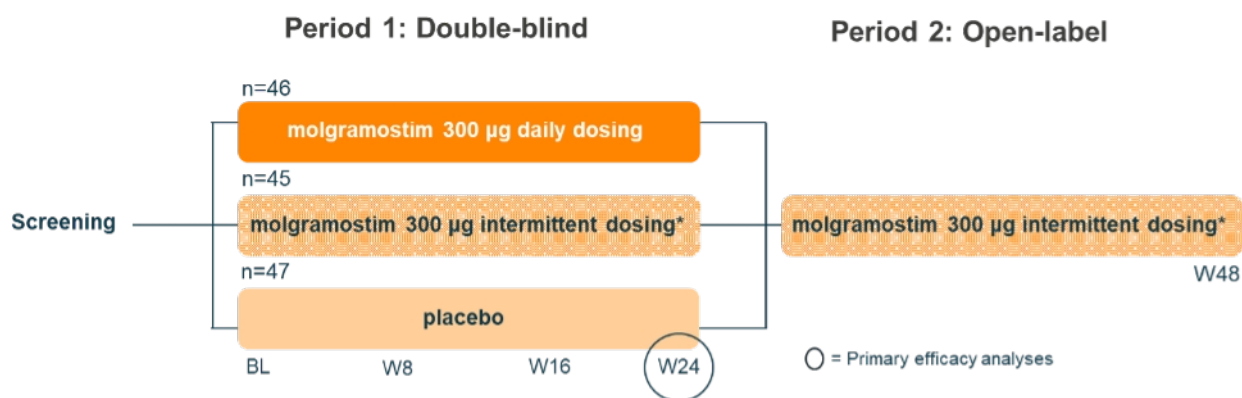 Period 1: Double-blind
Period 2: Open-label
n=46
molgramostim 300 µg daily dosing
n=45
Screening
molgramostim 300 µg intermittent dosing*
molgramostim 300 µg intermittent dosing*
n=47
W48
placebo
BL
W8
W16
W24
= Primary efficacy analyses